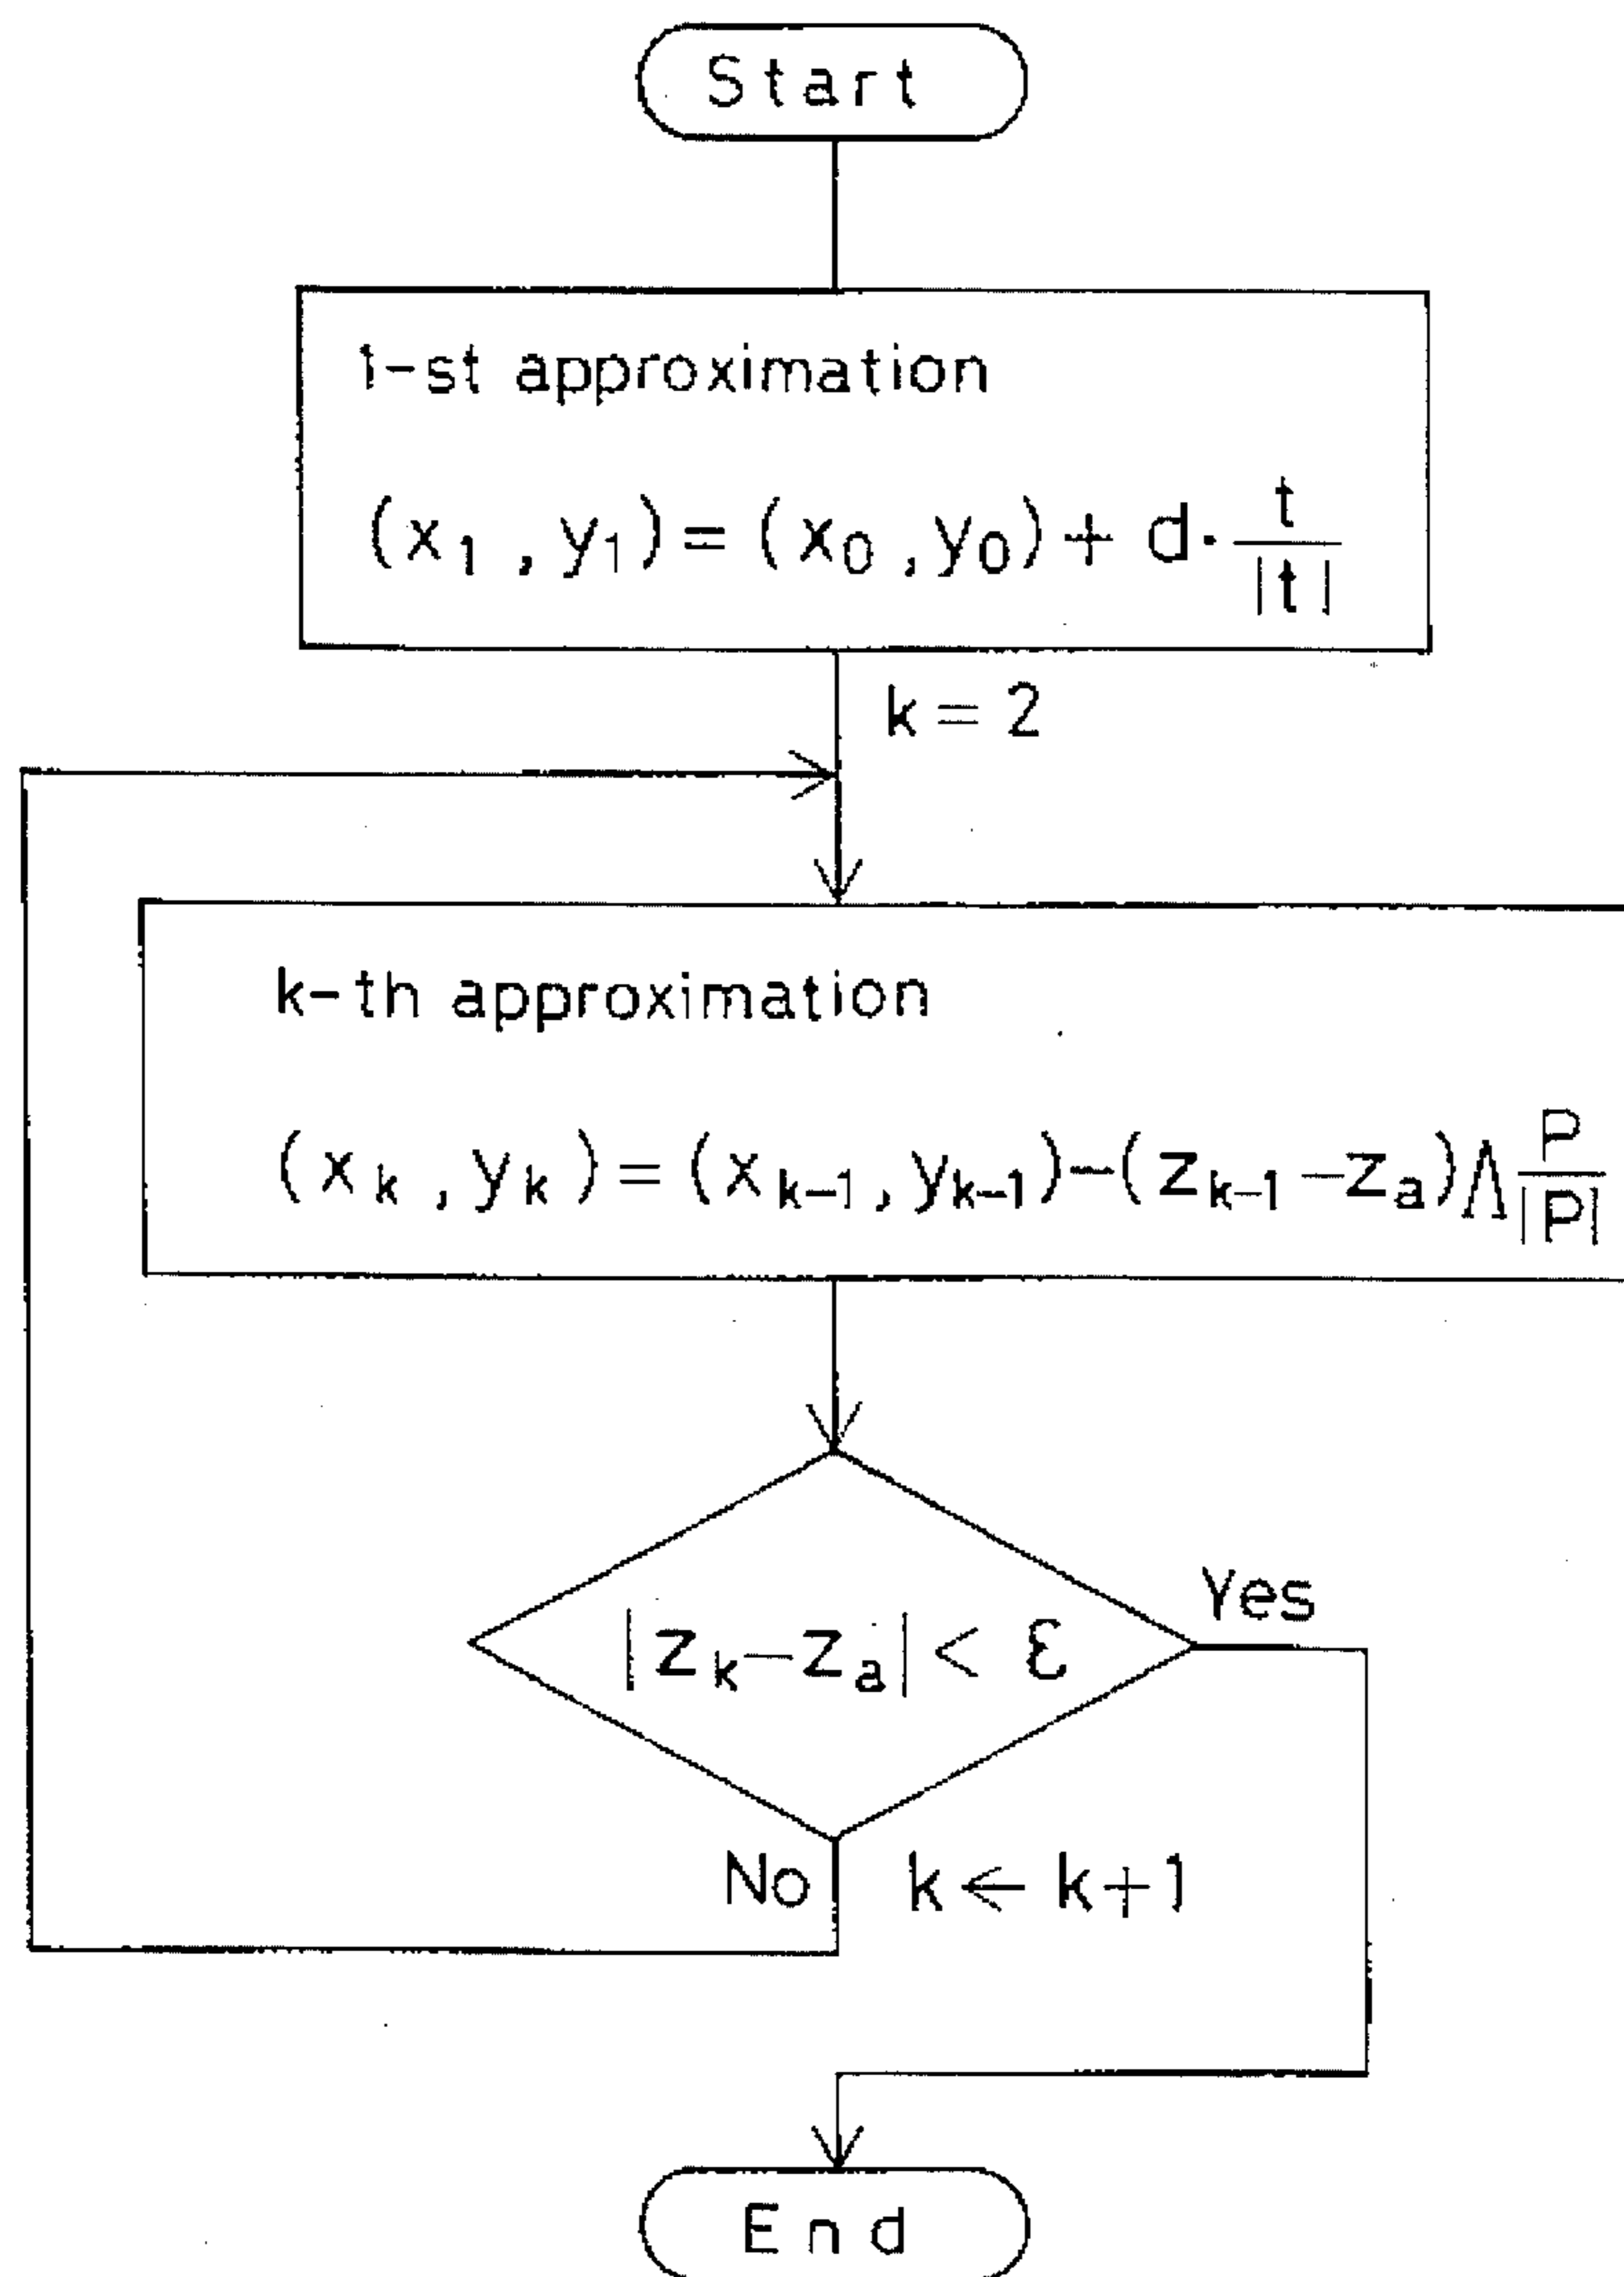 Start
1-st approximation
(x₁, y₁) = (x₀, y₀) + d · t/|t|
k = 2
k-th approximation
(xₖ, yₖ) = (xₖ₋₁, yₖ₋₁) − (zₖ₋₁ − zₐ) Λ P/|P|
|zₖ − zₐ| < ε
Yes
No
k ← k+1
End